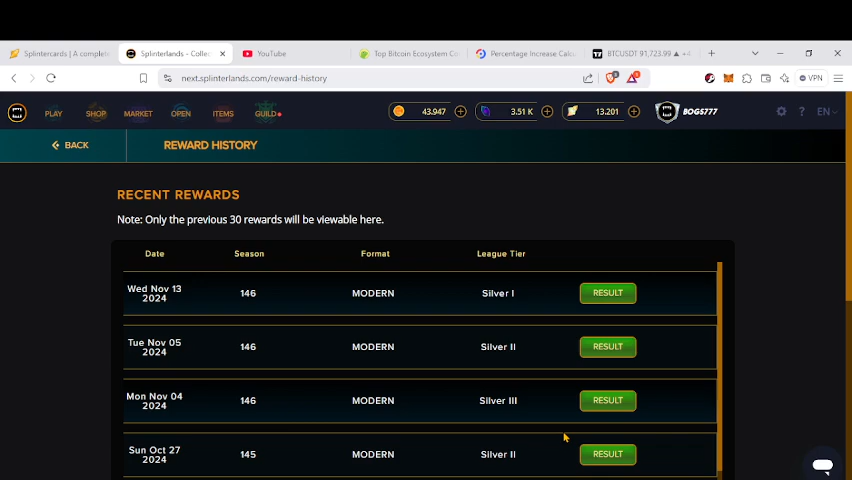 Splintercards | A complete
Splinterlands - Collec
YouTube
Top Bitcoin Ecosystem Co
Percentage Increase Calcu
BTCUSDT 91,723.99 ▲ +4
next.splinterlands.com/reward-history
VPN
PLAY
SHOP
MARKET
OPEN
ITEMS
GUILD
43.947
3.51 K
13.201
BOGS777
EN
BACK
REWARD HISTORY
RECENT REWARDS
Note: Only the previous 30 rewards will be viewable here.
Date Season Format League Tier
Wed Nov 13
2024
146 MODERN Silver I RESULT
Tue Nov 05
2024
146 MODERN Silver II RESULT
Mon Nov 04
2024
146 MODERN Silver III RESULT
Sun Oct 27
2024
145 MODERN Silver II RESULT